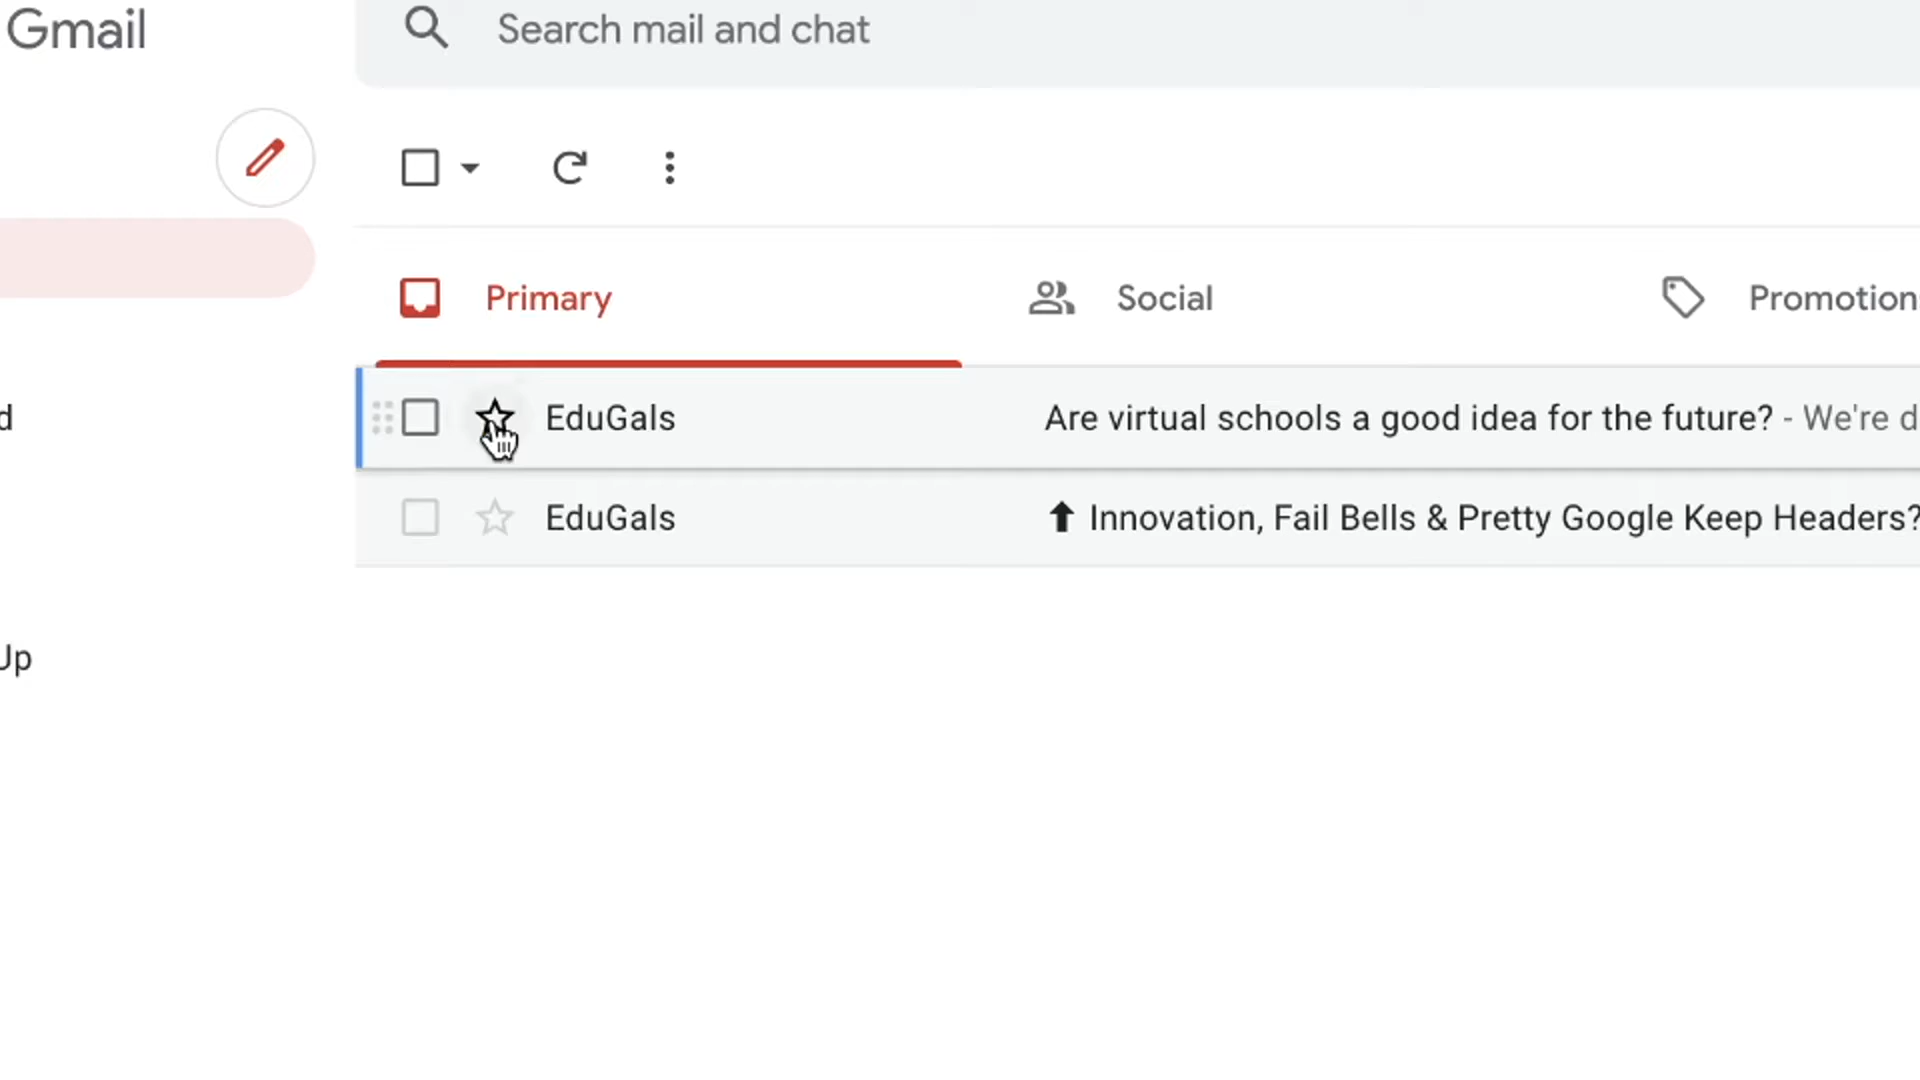 Gmail
Search mail and chat
Primary
Social
Promotion
EduGals
Are virtual schools a good idea for the future? - We're d
EduGals
⬆ Innovation, Fail Bells & Pretty Google Keep Headers?
d
Up